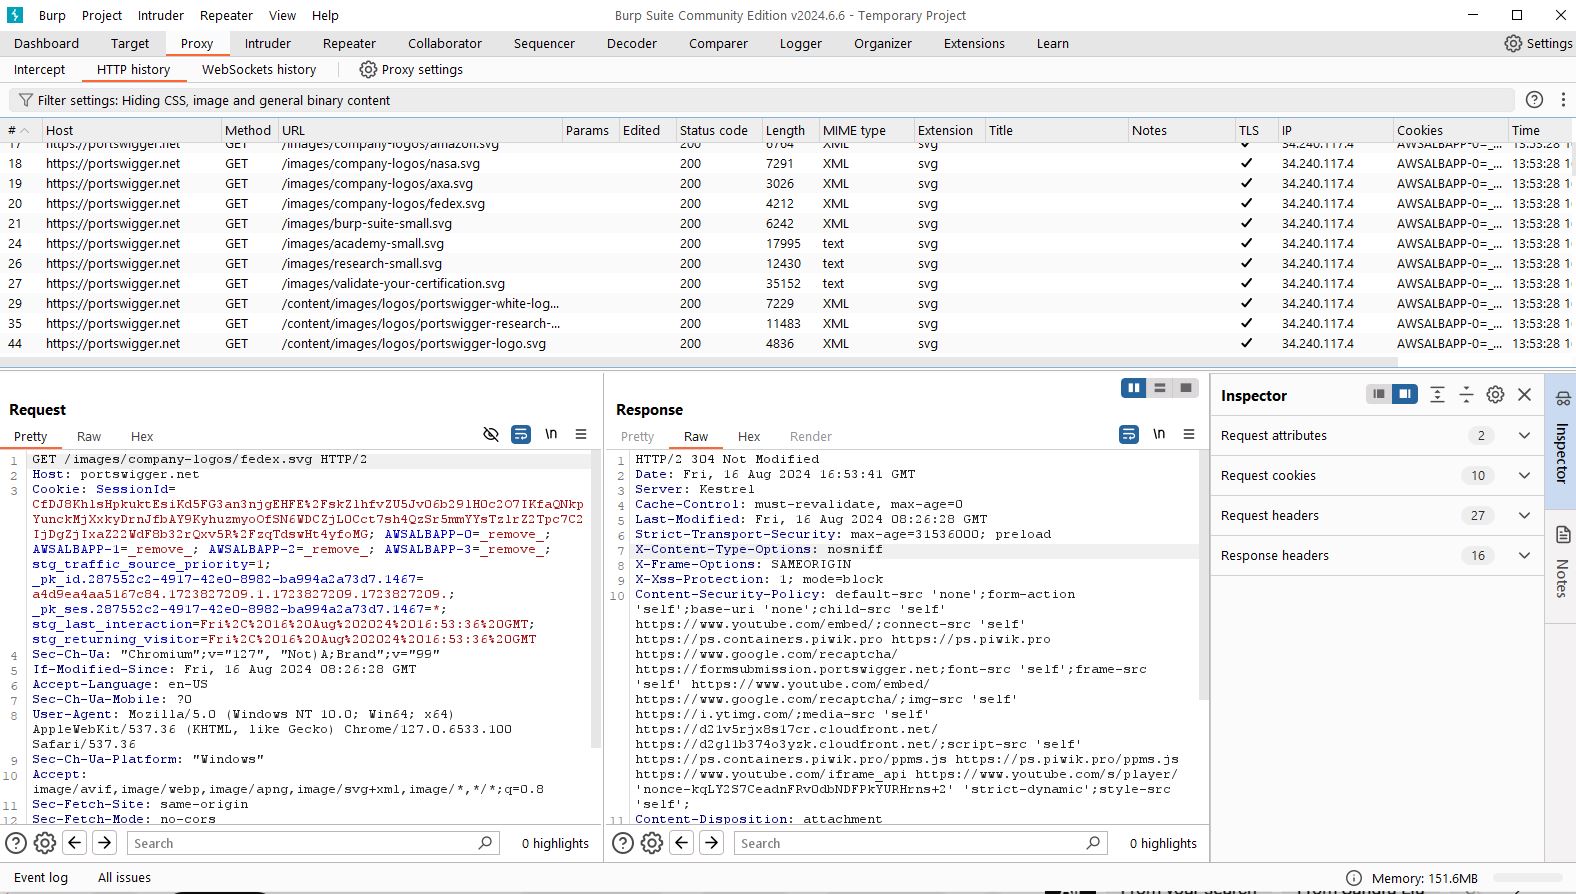 Burp Project Intruder Repeater View Help Burp Suite Community Edition v2024.6.6 - Temporary Project
Dashboard Target Proxy Intruder Repeater Collaborator Sequencer Decoder Comparer Logger Organizer Extensions Learn Settings
Intercept HTTP history WebSockets history Proxy settings
Filter settings: Hiding CSS, image and general binary content
# Host Method URL Params Edited Status code Length MIME type Extension Title Notes TLS IP Cookies Time
17 https://portswigger.net GET /images/company-logos/amazon.svg 200 6764 XML svg 34.240.117.4 AWSALBAPP-0=_... 13:53:28 1
18 https://portswigger.net GET /images/company-logos/nasa.svg 200 7291 XML svg ✓ 34.240.117.4 AWSALBAPP-0=_... 13:53:28 1
19 https://portswigger.net GET /images/company-logos/axa.svg 200 3026 XML svg ✓ 34.240.117.4 AWSALBAPP-0=_... 13:53:28 1
20 https://portswigger.net GET /images/company-logos/fedex.svg 200 4212 XML svg ✓ 34.240.117.4 AWSALBAPP-0=_... 13:53:28 1
21 https://portswigger.net GET /images/burp-suite-small.svg 200 6242 XML svg ✓ 34.240.117.4 AWSALBAPP-0=_... 13:53:28 1
24 https://portswigger.net GET /images/academy-small.svg 200 17995 text svg ✓ 34.240.117.4 AWSALBAPP-0=_... 13:53:28 1
26 https://portswigger.net GET /images/research-small.svg 200 12430 text svg ✓ 34.240.117.4 AWSALBAPP-0=_... 13:53:28 1
27 https://portswigger.net GET /images/validate-your-certification.svg 200 35152 text svg ✓ 34.240.117.4 AWSALBAPP-0=_... 13:53:28 1
29 https://portswigger.net GET /content/images/logos/portswigger-white-log... 200 7229 XML svg ✓ 34.240.117.4 AWSALBAPP-0=_... 13:53:28 1
35 https://portswigger.net GET /content/images/logos/portswigger-research-... 200 11483 XML svg ✓ 34.240.117.4 AWSALBAPP-0=_... 13:53:28 1
44 https://portswigger.net GET /content/images/logos/portswigger-logo.svg 200 4836 XML svg ✓ 34.240.117.4 AWSALBAPP-0=_... 13:53:28 1
Request
Pretty Raw Hex \n
1 GET /images/company-logos/fedex.svg HTTP/2
2 Host: portswigger.net
3 Cookie: SessionId=
CfDJ8KhlsHpkuktEsiKd5FG3an3njgEHFE%2FskZlhfvZU5Jv06b29lH0c2O7IKfaQNkp
YunckMjXxkyDrnJfbAY9KyhuzmyoOfSN6WDCZjLOCct7sh4QzSr5mmYYsTzlrZ2Tpc7C2
IjDgZjIxaZ22WdF8b32rQxv5R%2FzqTdswHt4yfoMG; AWSALBAPP-0=_remove_;
AWSALBAPP-1=_remove_; AWSALBAPP-2=_remove_; AWSALBAPP-3=_remove_;
stg_traffic_source_priority=1;
_pk_id.287552c2-4917-42e0-8982-ba994a2a73d7.1467=
a4d9ea4aa5167c84.1723827209.1.1723827209.1723827209.;
_pk_ses.287552c2-4917-42e0-8982-ba994a2a73d7.1467=*;
stg_last_interaction=Fri%2C%2016%20Aug%202024%2016:53:36%20GMT;
stg_returning_visitor=Fri%2C%2016%20Aug%202024%2016:53:36%20GMT
4 Sec-Ch-Ua: "Chromium";v="127", "Not)A;Brand";v="99"
5 If-Modified-Since: Fri, 16 Aug 2024 08:26:28 GMT
6 Accept-Language: en-US
7 Sec-Ch-Ua-Mobile: ?0
8 User-Agent: Mozilla/5.0 (Windows NT 10.0; Win64; x64)
AppleWebKit/537.36 (KHTML, like Gecko) Chrome/127.0.6533.100
Safari/537.36
9 Sec-Ch-Ua-Platform: "Windows"
10 Accept:
image/avif,image/webp,image/apng,image/svg+xml,image/*,*/*;q=0.8
11 Sec-Fetch-Site: same-origin
12 Sec-Fetch-Mode: no-cors
Search 0 highlights
Response
Pretty Raw Hex Render \n
1 HTTP/2 304 Not Modified
2 Date: Fri, 16 Aug 2024 16:53:41 GMT
3 Server: Kestrel
4 Cache-Control: must-revalidate, max-age=0
5 Last-Modified: Fri, 16 Aug 2024 08:26:28 GMT
6 Strict-Transport-Security: max-age=31536000; preload
7 X-Content-Type-Options: nosniff
8 X-Frame-Options: SAMEORIGIN
9 X-Xss-Protection: 1; mode=block
10 Content-Security-Policy: default-src 'none';form-action
'self';base-uri 'none';child-src 'self'
https://www.youtube.com/embed/;connect-src 'self'
https://ps.containers.piwik.pro https://ps.piwik.pro
https://www.google.com/recaptcha/
https://formsubmission.portswigger.net;font-src 'self';frame-src
'self' https://www.youtube.com/embed/
https://www.google.com/recaptcha/;img-src 'self'
https://i.ytimg.com/;media-src 'self'
https://d21v5rjx8s17cr.cloudfront.net/
https://d2gl1b374o3yzk.cloudfront.net/;script-src 'self'
https://ps.containers.piwik.pro/ppms.js https://ps.piwik.pro/ppms.js
https://www.youtube.com/iframe_api https://www.youtube.com/s/player/
'nonce-kqLY2S7CeadnFRvOdbNDFPkYURHrns+2' 'strict-dynamic';style-src
'self';
11 Content-Disposition: attachment
Search 0 highlights
Inspector
Request attributes 2
Request cookies 10
Request headers 27
Response headers 16
Inspector
Notes
Event log All issues Memory: 151.6MB